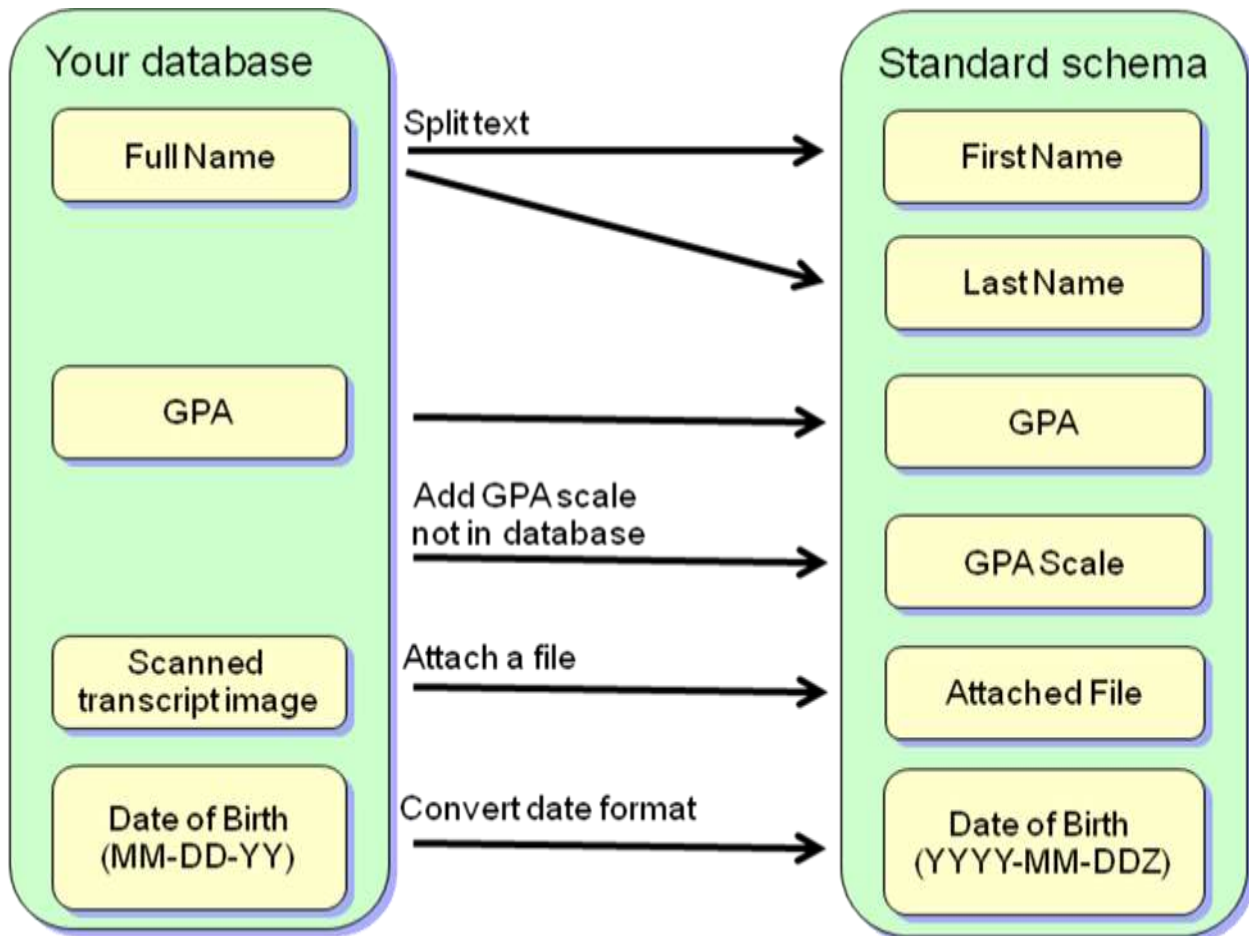 Your database
Full Name
GPA
Scanned
transcript image
Date of Birth
(MM-DD-YY)
Split text
Add GPA scale
not in database
Attach a file
Convert date format
Standard schema
First Name
Last Name
GPA
GPA Scale
Attached File
Date of Birth
(YYYY-MM-DDZ)